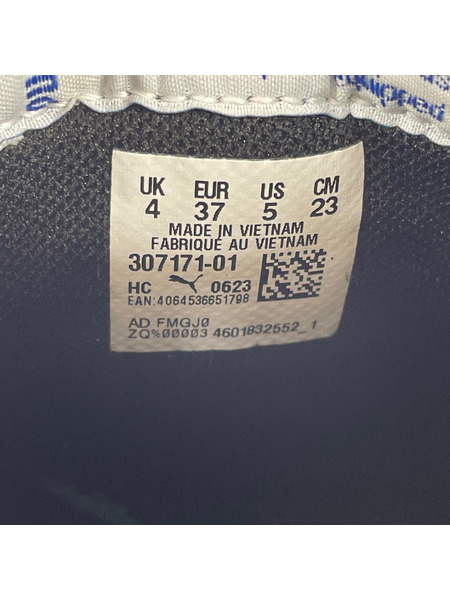 UK EUR US CM
4 37 5 23
MADE IN VIETNAM
FABRIQUÉ AU VIETNAM
307171-01
HC 0623
EAN:4064536651798
AD FMGJ0
ZQ%00003 4601832552_1